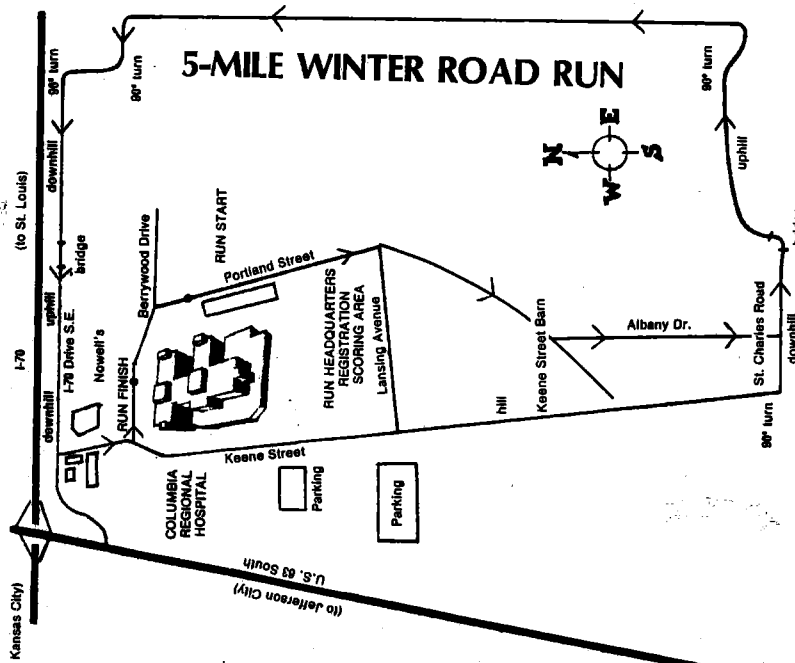 5-MILE WINTER ROAD RUN
N
E
S
W
I-70
(to St. Louis)
Kansas City)
90° turn
90° turn
downhill
bridge
uphill
I-70 Drive S.E.
downhill
Nowell's
RUN FINISH
Berrywood Drive
RUN START
Portland Street
RUN HEADQUARTERS
REGISTRATION
SCORING AREA
Lansing Avenue
COLUMBIA
REGIONAL
HOSPITAL
Keene Street
Parking
Parking
hill
Keene Street Barn
Albany Dr.
St. Charles Road
downhill
90° turn
uphill
90° turn
U.S. 63 South
(to Jefferson City)